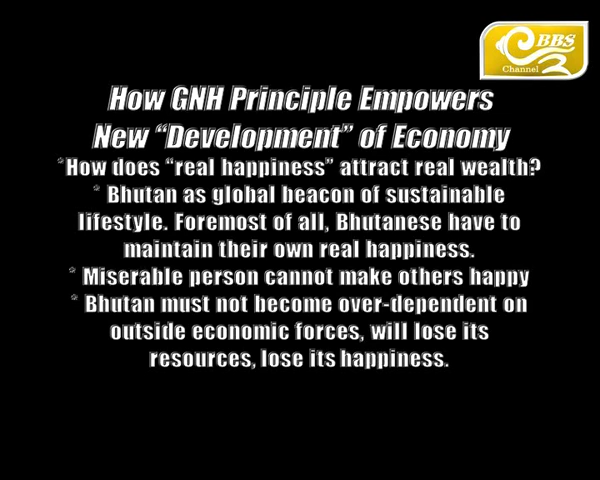 BBS
Channel 2
How GNH Principle Empowers
New “Development” of Economy
*How does “real happiness” attract real wealth?
* Bhutan as global beacon of sustainable
lifestyle. Foremost of all, Bhutanese have to
maintain their own real happiness.
* Miserable person cannot make others happy
* Bhutan must not become over-dependent on
outside economic forces, will lose its
resources, lose its happiness.